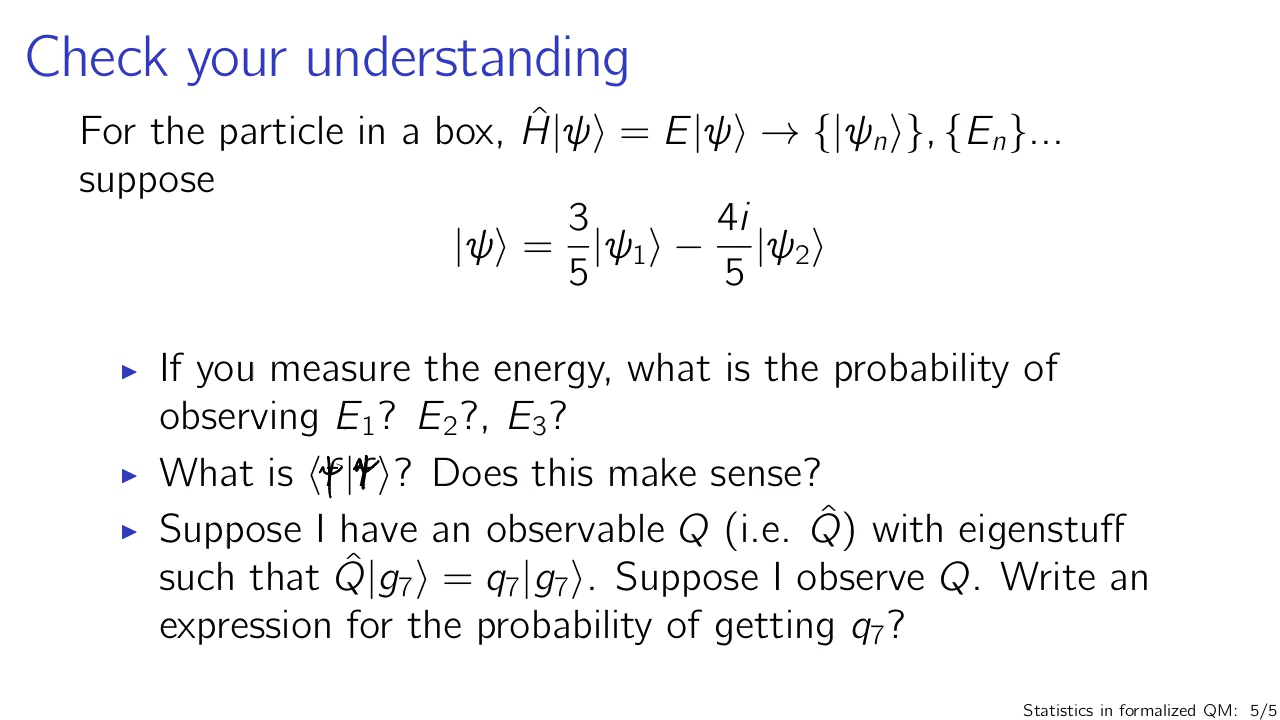 Check your understanding
For the particle in a box, Ĥ|ψ⟩ = E|ψ⟩ → {|ψₙ⟩}, {Eₙ}...
suppose
|ψ⟩ = 3/5|ψ₁⟩ − 4i/5|ψ₂⟩
▶ If you measure the energy, what is the probability of
observing E₁? E₂?, E₃?
▶ What is ⟨ψ|ψ⟩? Does this make sense?
▶ Suppose I have an observable Q (i.e. Q̂) with eigenstuff
such that Q̂|g₇⟩ = q₇|g₇⟩. Suppose I observe Q. Write an
expression for the probability of getting q₇?
Statistics in formalized QM: 5/5